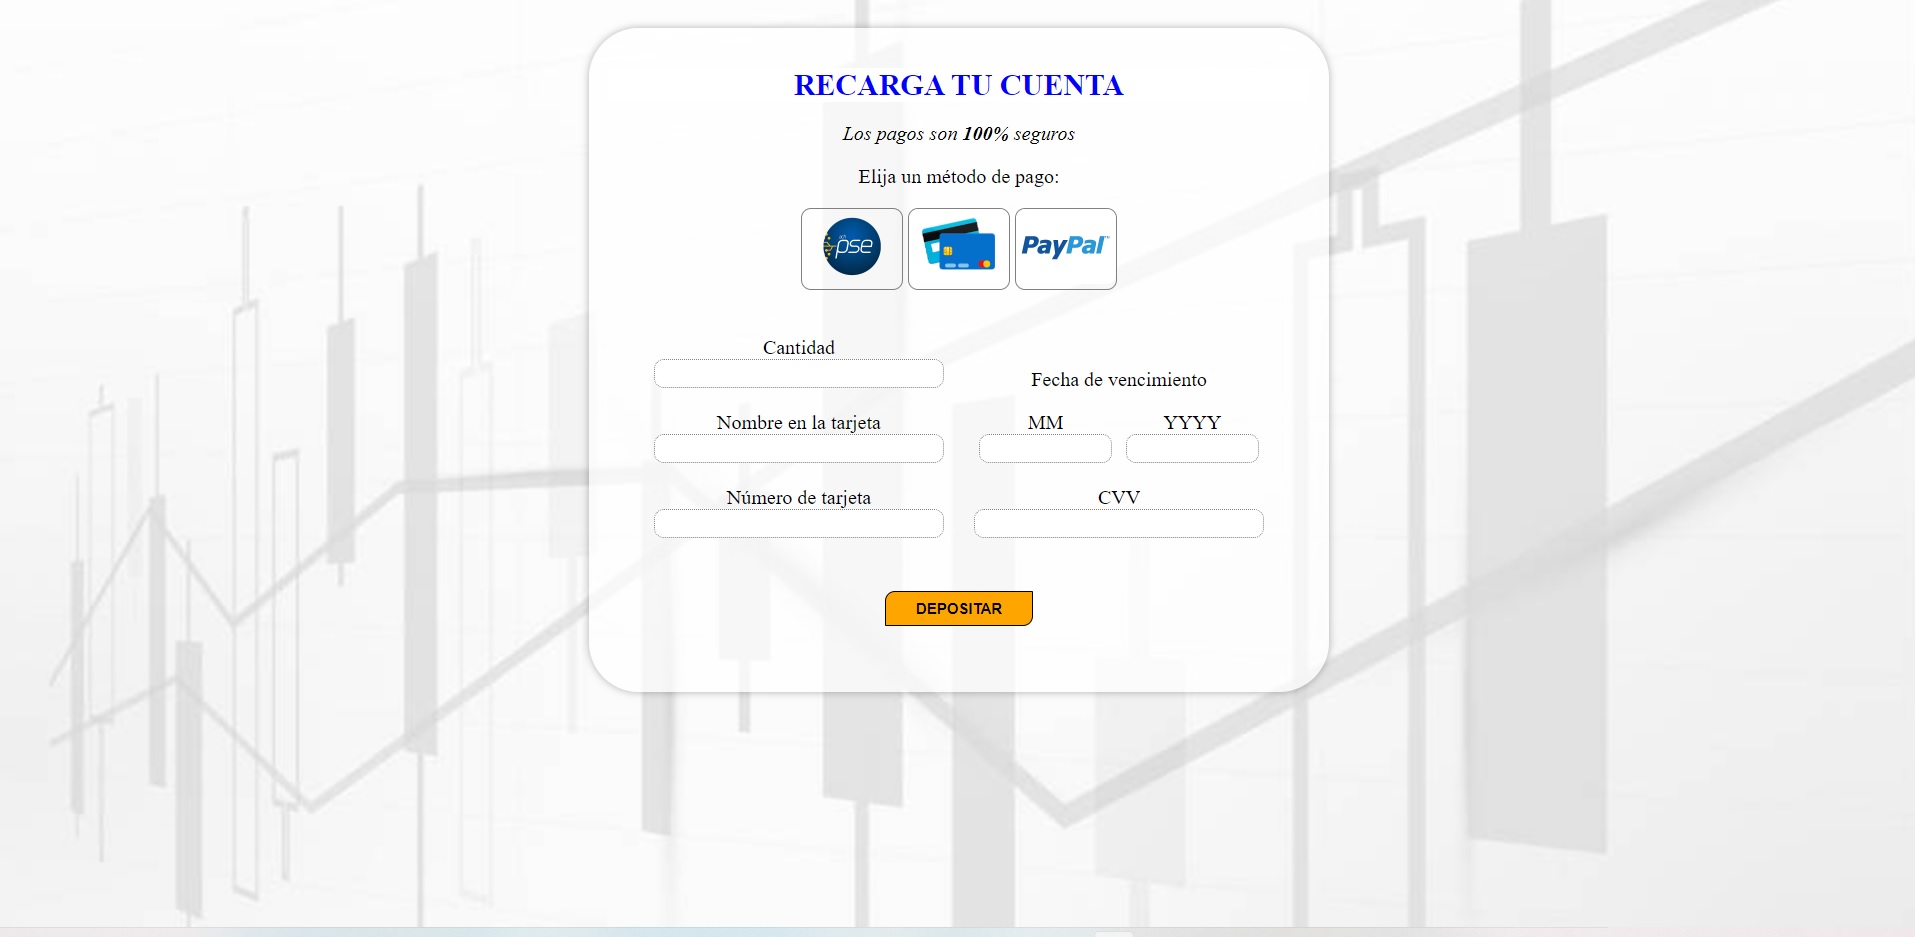 RECARGA TU CUENTA
Los pagos son 100% seguros
Elija un método de pago:
pse
PayPal
Cantidad
Fecha de vencimiento
Nombre en la tarjeta
MM
YYYY
Número de tarjeta
CVV
DEPOSITAR